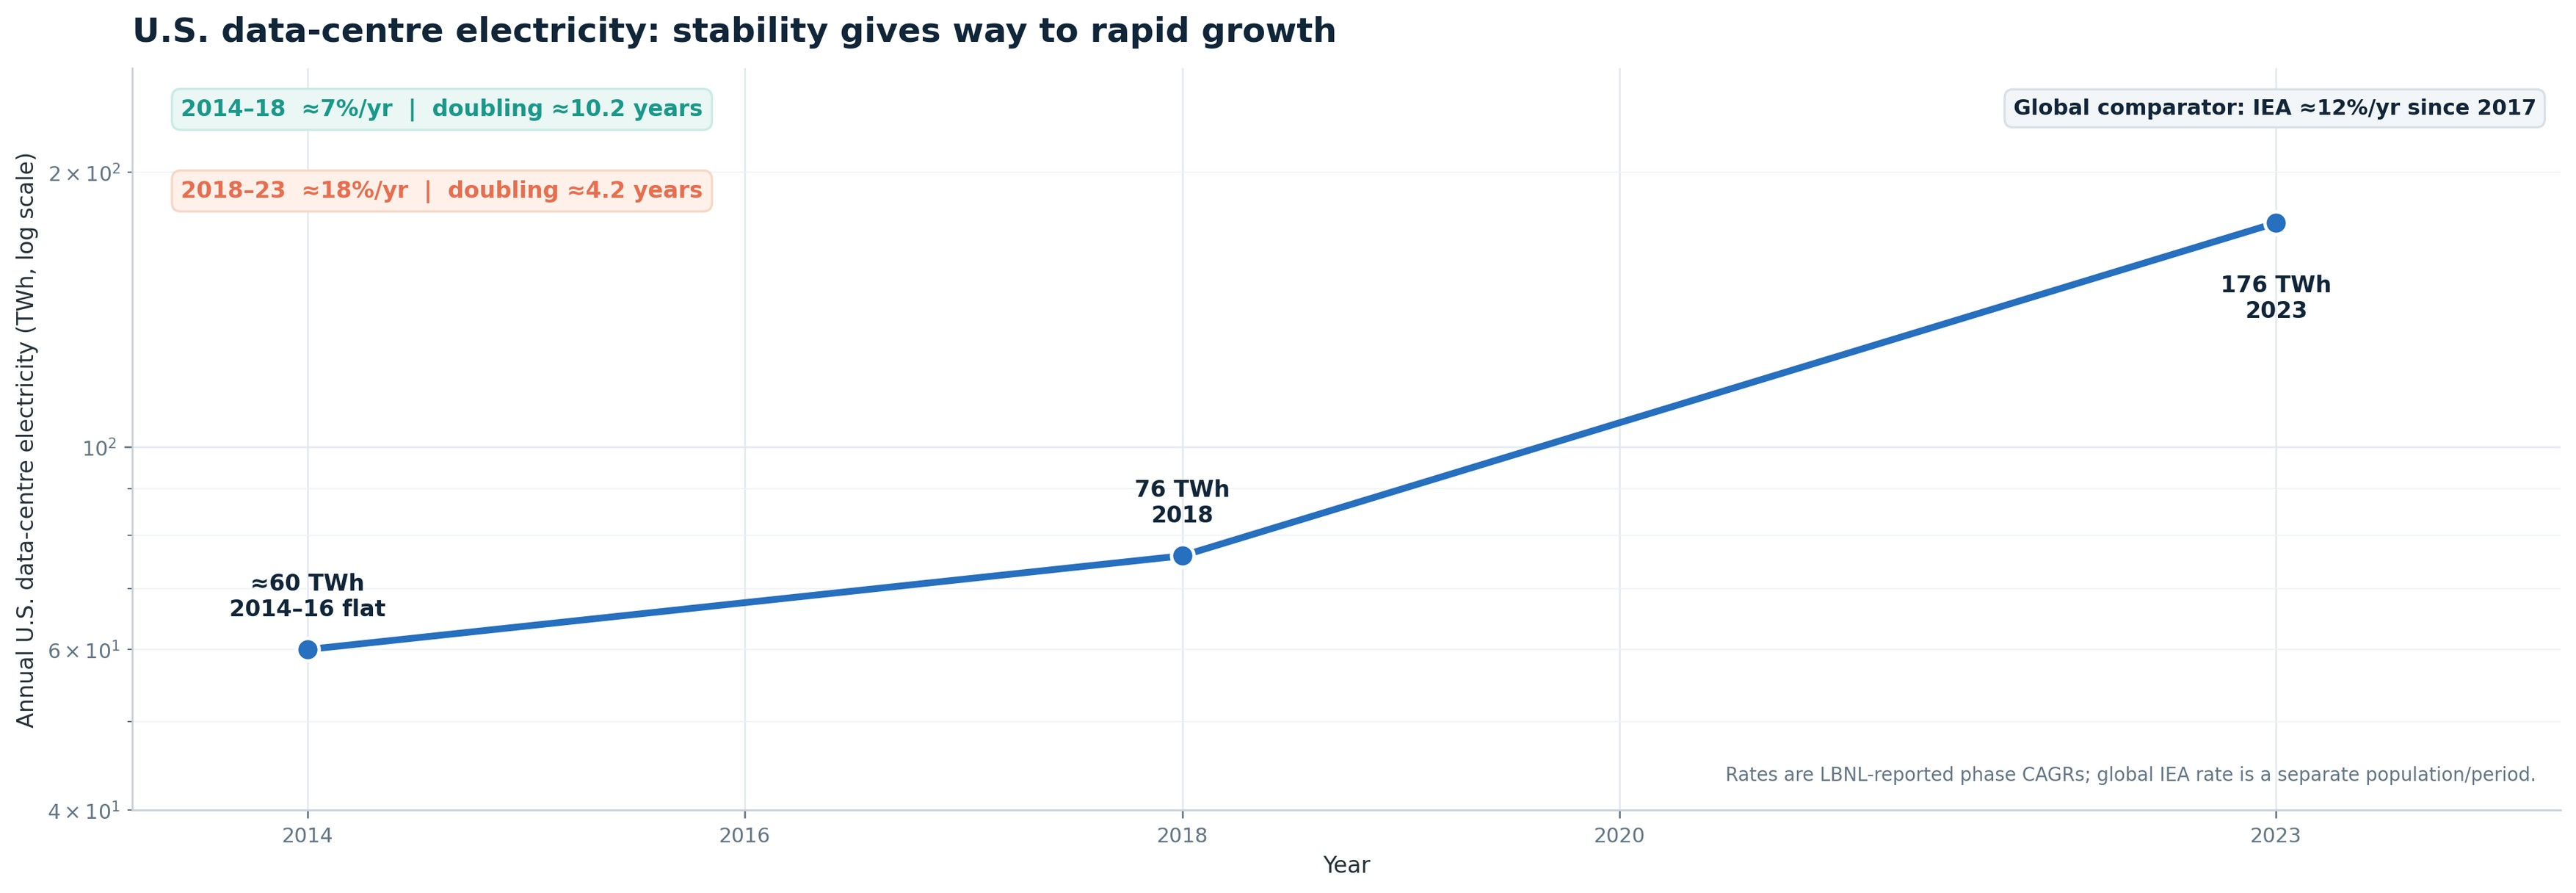 U.S. data-centre electricity: stability gives way to rapid growth
2014–18  ≈7%/yr  |  doubling ≈10.2 years
Global comparator: IEA ≈12%/yr since 2017
2018–23  ≈18%/yr  |  doubling ≈4.2 years
Annual U.S. data-centre electricity (TWh, log scale)
2 × 10²
10²
6 × 10¹
4 × 10¹
176 TWh
2023
76 TWh
2018
≈60 TWh
2014–16 flat
Rates are LBNL-reported phase CAGRs; global IEA rate is a separate population/period.
2014
2016
2018
2020
2023
Year